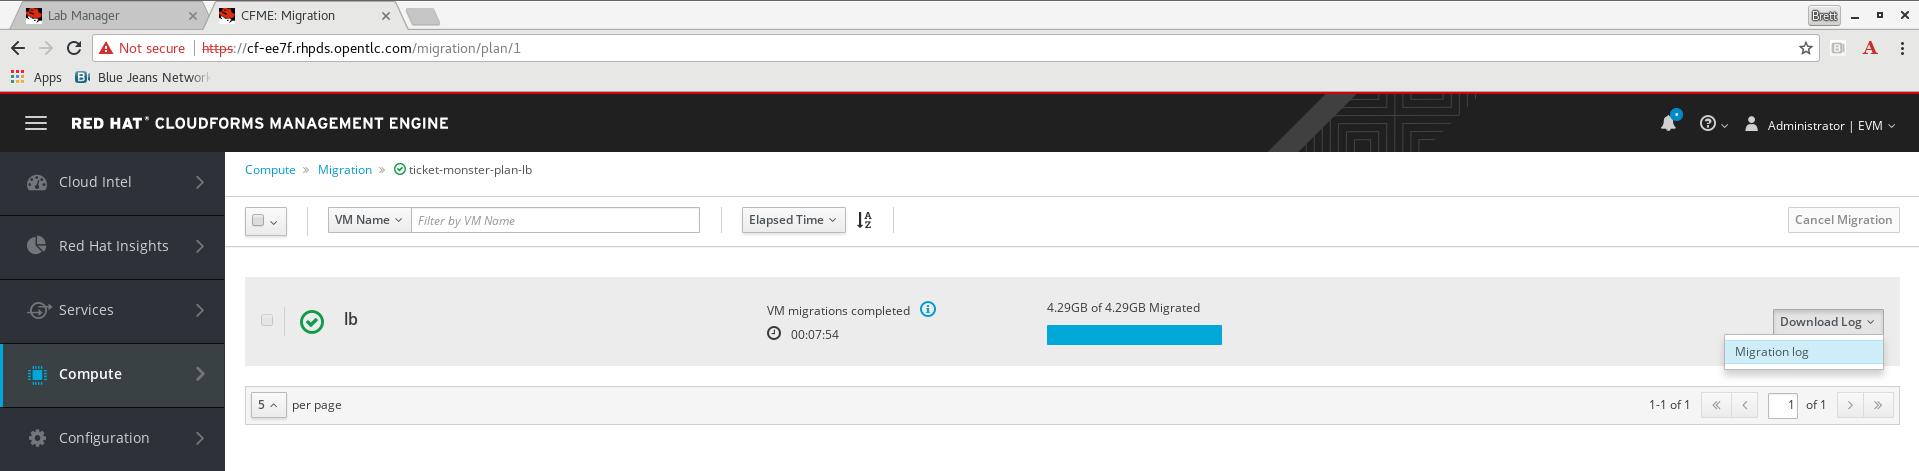 Lab Manager
CFME: Migration
Brett
Not secure https://cf-ee7f.rhpds.opentlc.com/migration/plan/1
Apps Blue Jeans Network
RED HAT® CLOUDFORMS MANAGEMENT ENGINE
Administrator | EVM
Cloud Intel
Red Hat Insights
Services
Compute
Configuration
Compute » Migration » ticket-monster-plan-lb
VM Name Filter by VM Name Elapsed Time Cancel Migration
lb
VM migrations completed
00:07:54
4.29GB of 4.29GB Migrated
Download Log
Migration log
5 per page
1-1 of 1 1 of 1